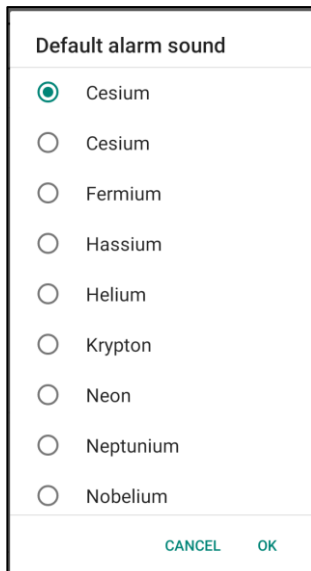 Default alarm sound
Cesium
Cesium
Fermium
Hassium
Helium
Krypton
Neon
Neptunium
Nobelium
CANCEL OK